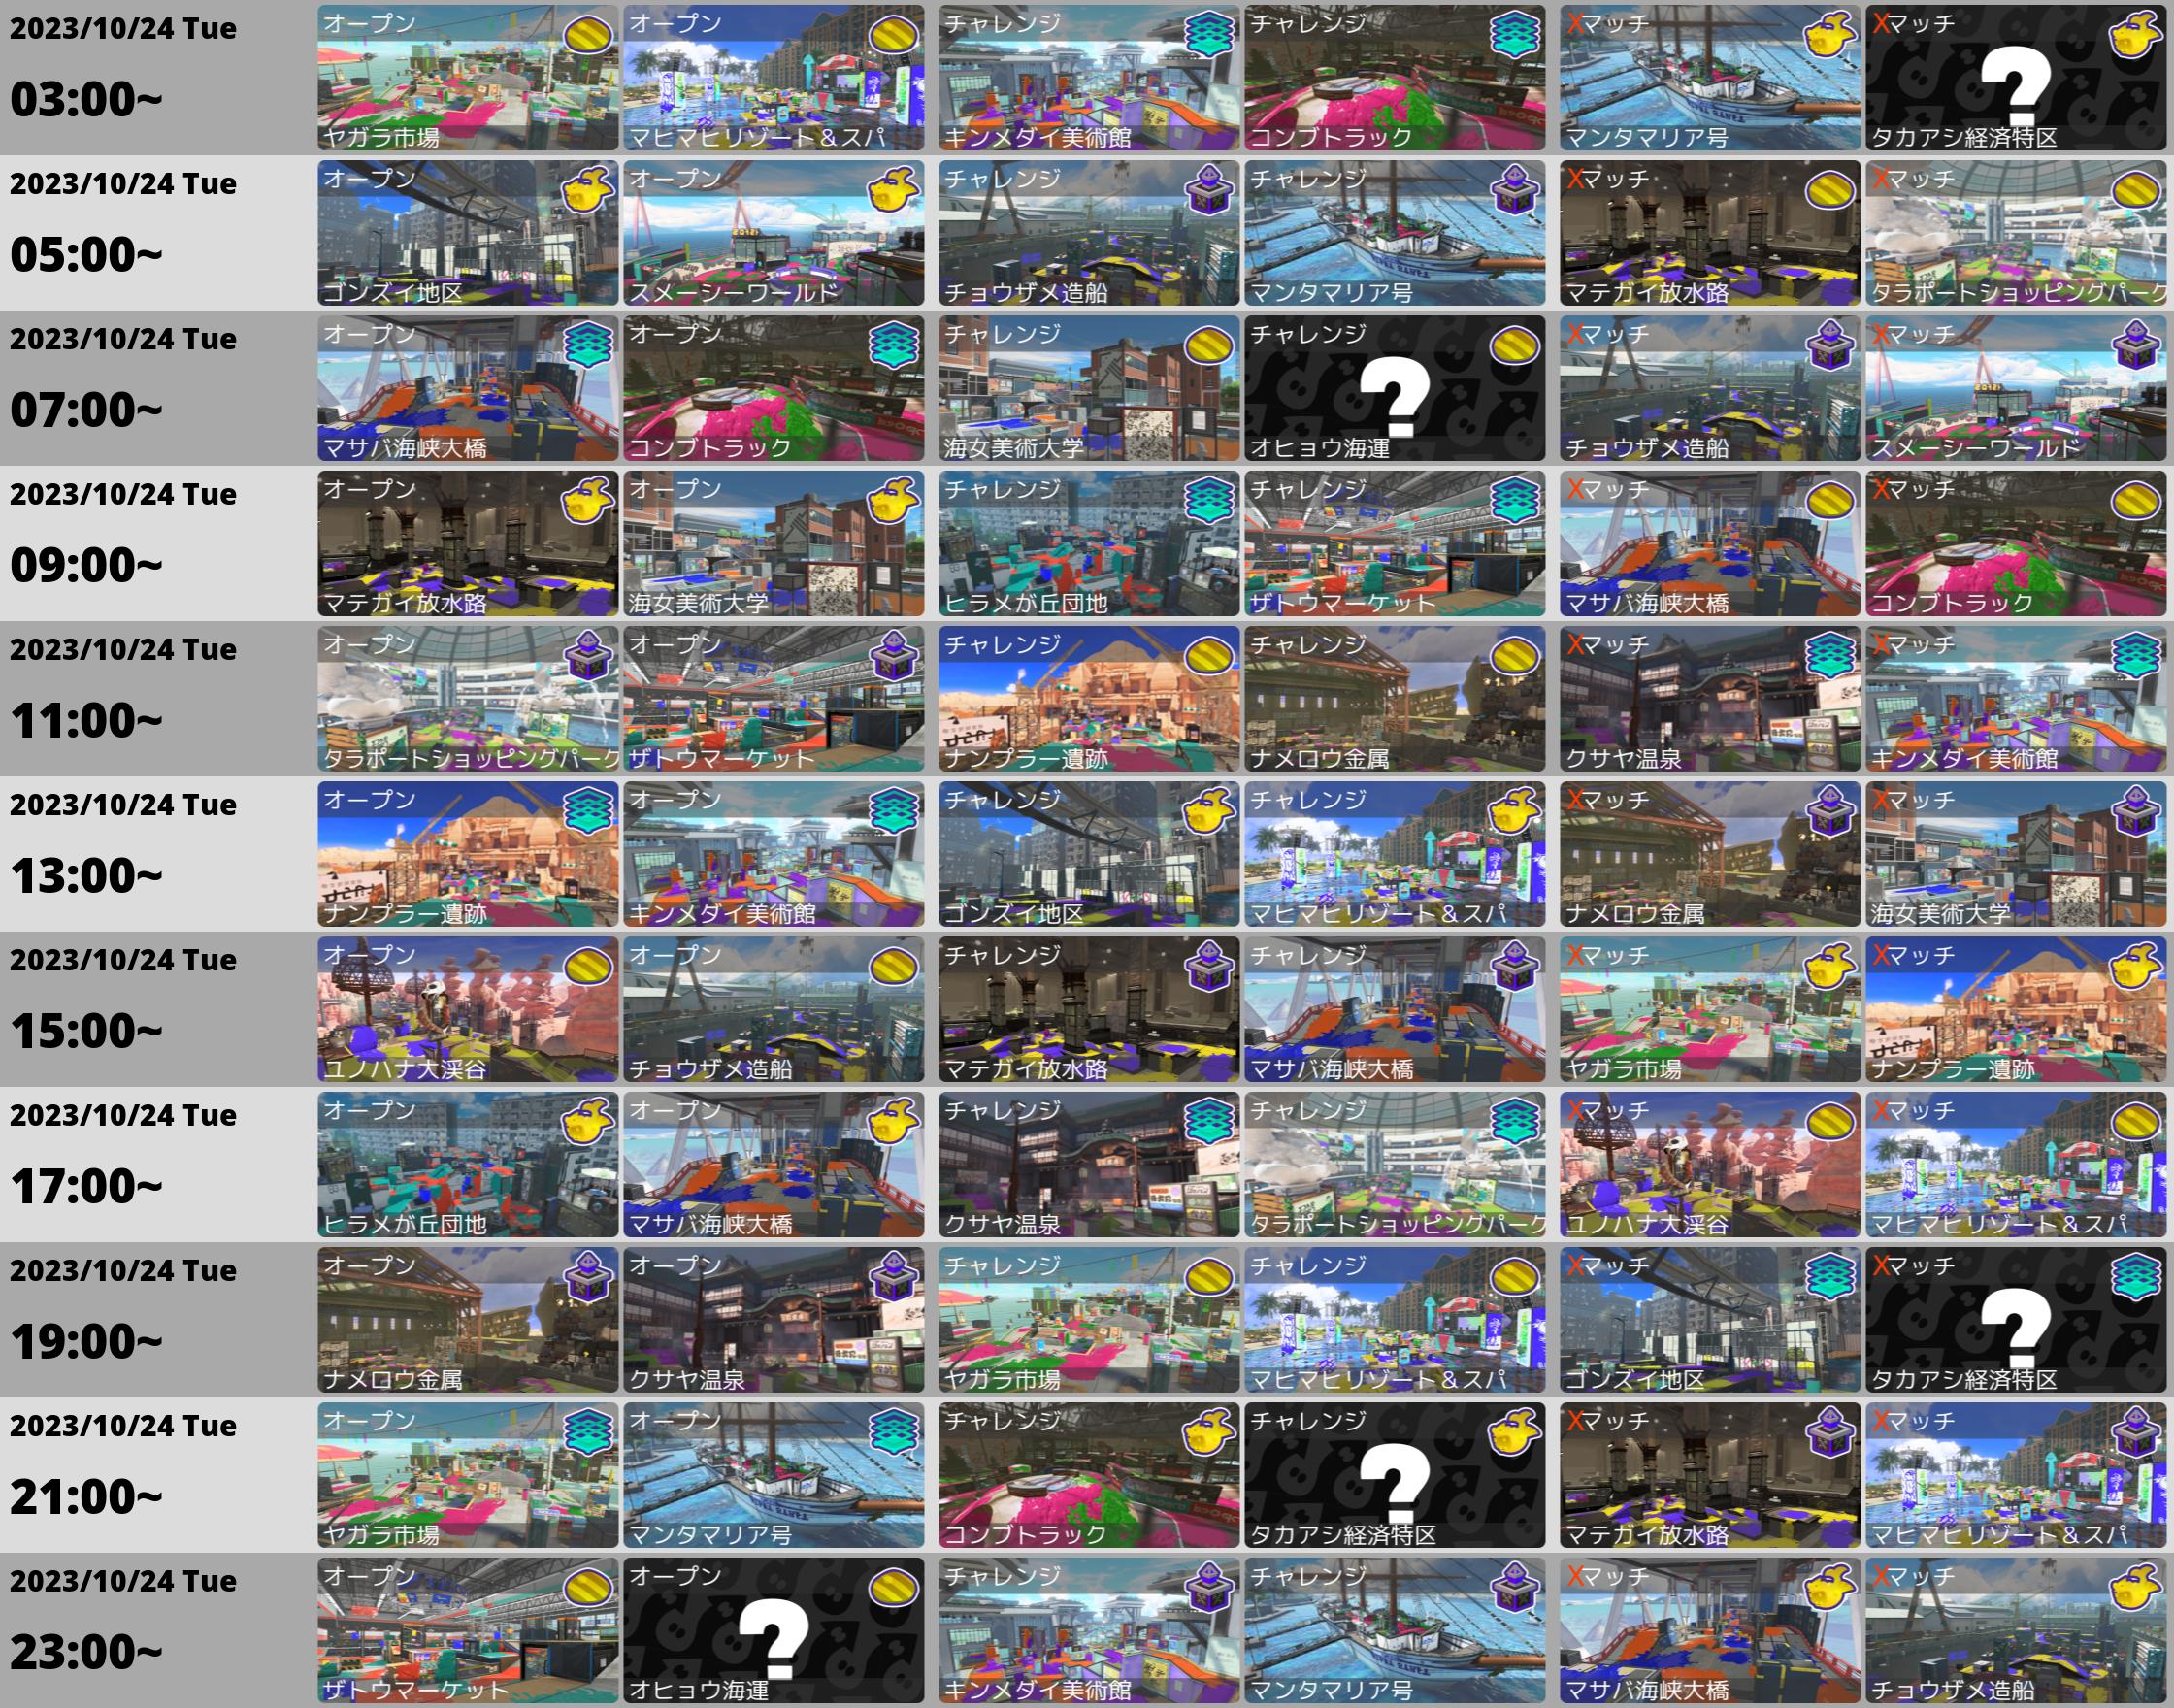 2023/10/24 Tue
03:00~
オープン
ヤガラ市場
オープン
マヒマヒリゾート＆スパ
チャレンジ
キンメダイ美術館
チャレンジ
コンブトラック
Xマッチ
マンタマリア号
Xマッチ
?
タカアシ経済特区
2023/10/24 Tue
05:00~
オープン
ゴンズイ地区
オープン
スメーシーワールド
チャレンジ
チョウザメ造船
チャレンジ
マンタマリア号
Xマッチ
マテガイ放水路
Xマッチ
タラポートショッピングパーク
2023/10/24 Tue
07:00~
オープン
マサバ海峡大橋
オープン
コンブトラック
チャレンジ
海女美術大学
チャレンジ
?
オヒョウ海運
Xマッチ
チョウザメ造船
Xマッチ
スメーシーワールド
2023/10/24 Tue
09:00~
オープン
マテガイ放水路
オープン
海女美術大学
チャレンジ
ヒラメが丘団地
チャレンジ
ザトウマーケット
Xマッチ
マサバ海峡大橋
Xマッチ
コンブトラック
2023/10/24 Tue
11:00~
オープン
タラポートショッピングパーク
オープン
ザトウマーケット
チャレンジ
ナンプラー遺跡
チャレンジ
ナメロウ金属
Xマッチ
クサヤ温泉
Xマッチ
キンメダイ美術館
2023/10/24 Tue
13:00~
オープン
ナンプラー遺跡
オープン
キンメダイ美術館
チャレンジ
ゴンズイ地区
チャレンジ
マヒマヒリゾート＆スパ
Xマッチ
ナメロウ金属
Xマッチ
海女美術大学
2023/10/24 Tue
15:00~
オープン
ユノハナ大渓谷
オープン
チョウザメ造船
チャレンジ
マテガイ放水路
チャレンジ
マサバ海峡大橋
Xマッチ
ヤガラ市場
Xマッチ
ナンプラー遺跡
2023/10/24 Tue
17:00~
オープン
ヒラメが丘団地
オープン
マサバ海峡大橋
チャレンジ
クサヤ温泉
チャレンジ
タラポートショッピングパーク
Xマッチ
ユノハナ大渓谷
Xマッチ
マヒマヒリゾート＆スパ
2023/10/24 Tue
19:00~
オープン
ナメロウ金属
オープン
クサヤ温泉
チャレンジ
ヤガラ市場
チャレンジ
マヒマヒリゾート＆スパ
Xマッチ
ゴンズイ地区
Xマッチ
?
タカアシ経済特区
2023/10/24 Tue
21:00~
オープン
ヤガラ市場
オープン
マンタマリア号
チャレンジ
コンブトラック
チャレンジ
?
タカアシ経済特区
Xマッチ
マテガイ放水路
Xマッチ
マヒマヒリゾート＆スパ
2023/10/24 Tue
23:00~
オープン
ザトウマーケット
オープン
?
オヒョウ海運
チャレンジ
キンメダイ美術館
チャレンジ
マンタマリア号
Xマッチ
マサバ海峡大橋
Xマッチ
チョウザメ造船